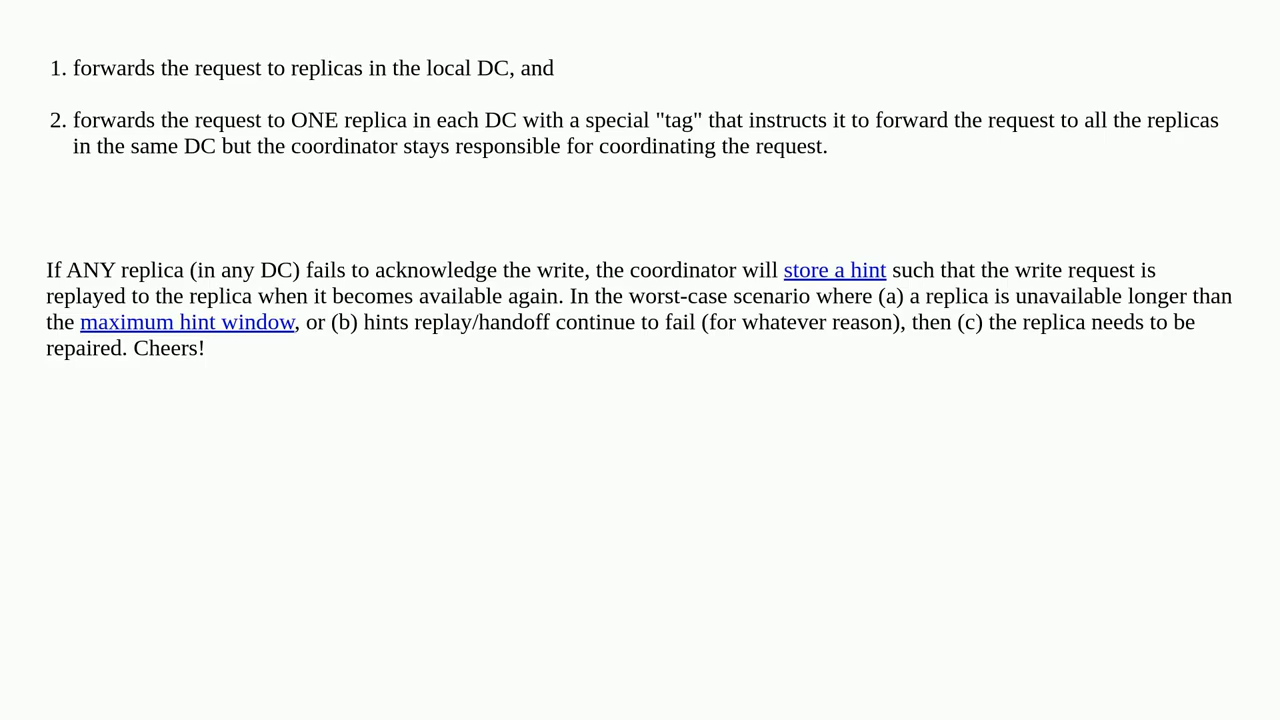 1. forwards the request to replicas in the local DC, and
2. forwards the request to ONE replica in each DC with a special "tag" that instructs it to forward the request to all the replicas
in the same DC but the coordinator stays responsible for coordinating the request.
If ANY replica (in any DC) fails to acknowledge the write, the coordinator will store a hint such that the write request is
replayed to the replica when it becomes available again. In the worst-case scenario where (a) a replica is unavailable longer than
the maximum hint window, or (b) hints replay/handoff continue to fail (for whatever reason), then (c) the replica needs to be
repaired. Cheers!